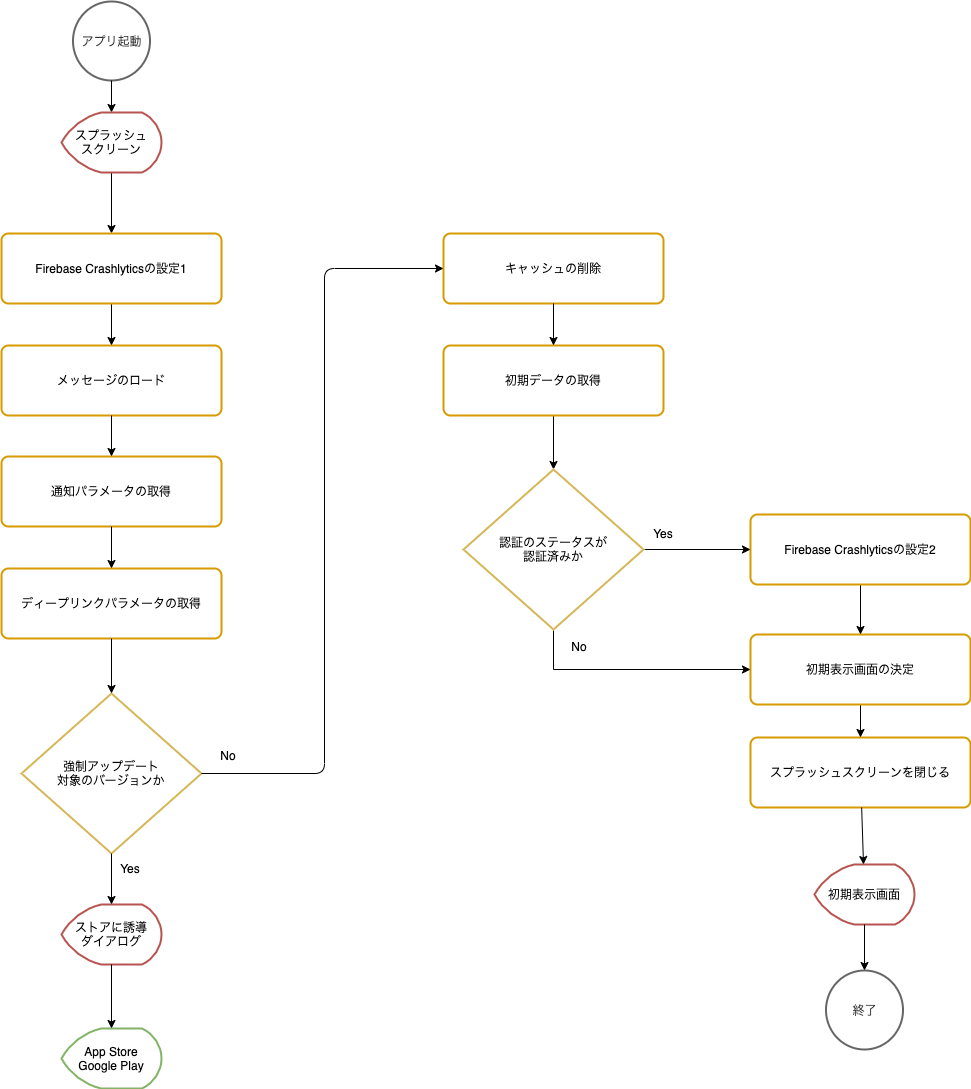 アプリ起動
スプラッシュ
スクリーン
Firebase Crashlyticsの設定1
メッセージのロード
通知パラメータの取得
ディープリンクパラメータの取得
強制アップデート
対象のバージョンか
No
Yes
ストアに誘導
ダイアログ
App Store
Google Play
キャッシュの削除
初期データの取得
認証のステータスが
認証済みか
Yes
No
Firebase Crashlyticsの設定2
初期表示画面の決定
スプラッシュスクリーンを閉じる
初期表示画面
終了